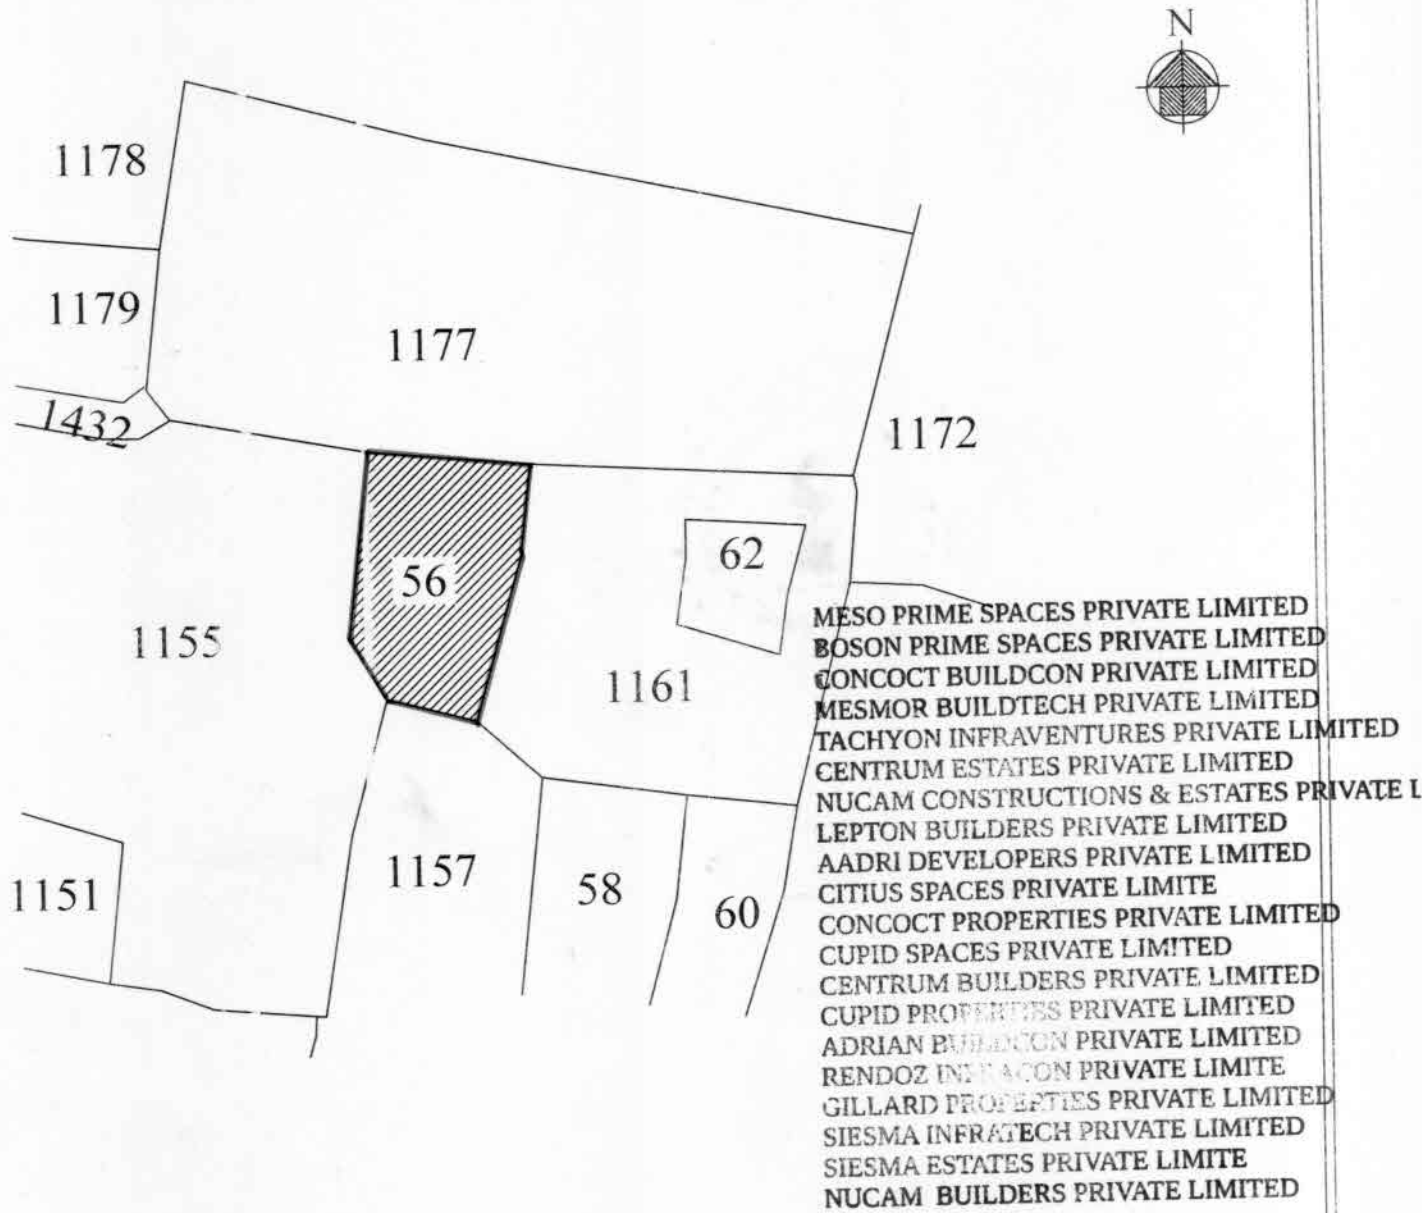 N
1178
1179
1177
1432
1172
56
62
1155
1161
1151
1157
58
60
MESO PRIME SPACES PRIVATE LIMITED
BOSON PRIME SPACES PRIVATE LIMITED
CONCOCT BUILDCON PRIVATE LIMITED
MESMOR BUILDTECH PRIVATE LIMITED
TACHYON INFRAVENTURES PRIVATE LIMITED
CENTRUM ESTATES PRIVATE LIMITED
NUCAM CONSTRUCTIONS & ESTATES PRIVATE L
LEPTON BUILDERS PRIVATE LIMITED
AADRI DEVELOPERS PRIVATE LIMITED
CITIUS SPACES PRIVATE LIMITE
CONCOCT PROPERTIES PRIVATE LIMITED
CUPID SPACES PRIVATE LIMITED
CENTRUM BUILDERS PRIVATE LIMITED
CUPID PROPERTIES PRIVATE LIMITED
ADRIAN BUILDCON PRIVATE LIMITED
RENDOZ INFRACON PRIVATE LIMITE
GILLARD PROPERTIES PRIVATE LIMITED
SIESMA INFRATECH PRIVATE LIMITED
SIESMA ESTATES PRIVATE LIMITE
NUCAM BUILDERS PRIVATE LIMITED